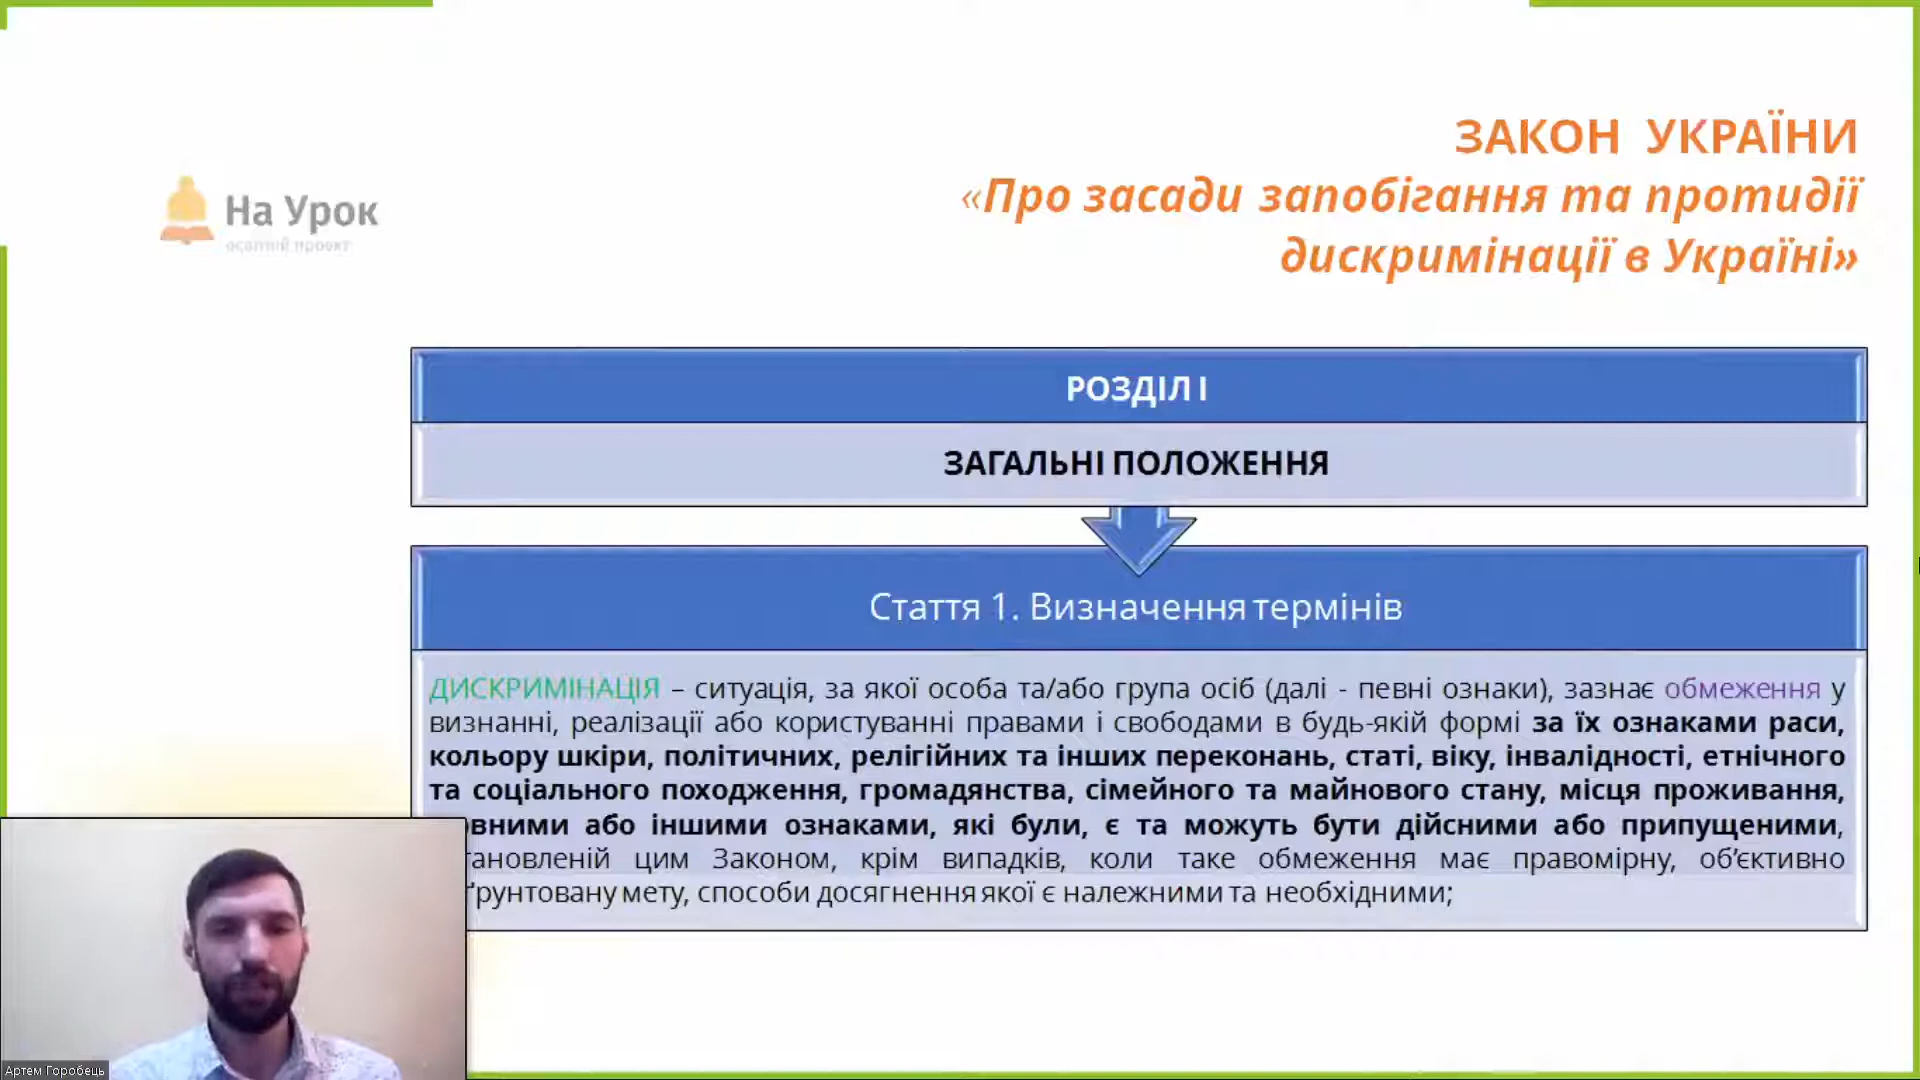 ЗАКОН УКРАЇНИ
«Про засади запобігання та протидії
дискримінації в Україні»
На Урок
освітній проект
РОЗДІЛ І
ЗАГАЛЬНІ ПОЛОЖЕННЯ
Стаття 1. Визначення термінів
ДИСКРИМІНАЦІЯ – ситуація, за якої особа та/або група осіб (далі - певні ознаки), зазнає обмеження у
визнанні, реалізації або користуванні правами і свободами в будь-якій формі за їх ознаками раси,
кольору шкіри, політичних, релігійних та інших переконань, статі, віку, інвалідності, етнічного
та соціального походження, громадянства, сімейного та майнового стану, місця проживання,
або іншими ознаками, які були, є та можуть бути дійсними або припущеними,
цим Законом, крім випадків, коли таке обмеження має правомірну, об’єктивно
мету, способи досягнення якої є належними та необхідними;
Артем Горобець